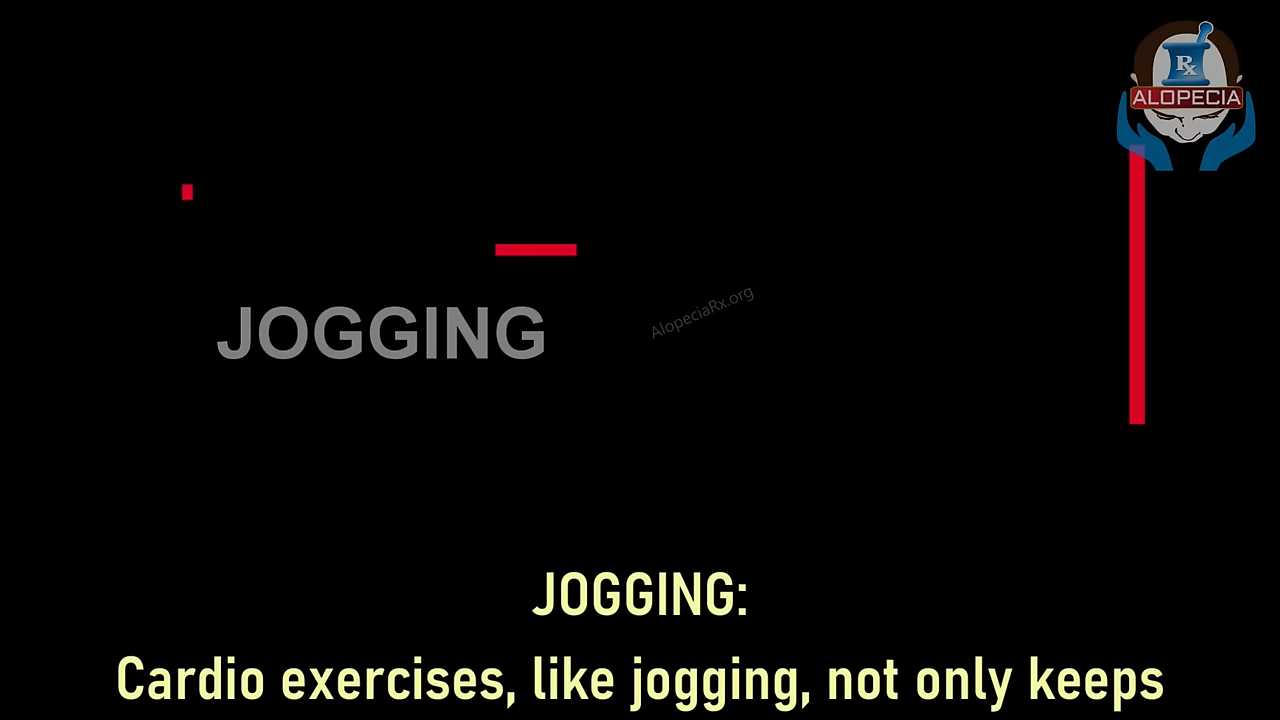 Rx
ALOPECIA
AlopeciaRx.org
JOGGING
JOGGING:
Cardio exercises, like jogging, not only keeps